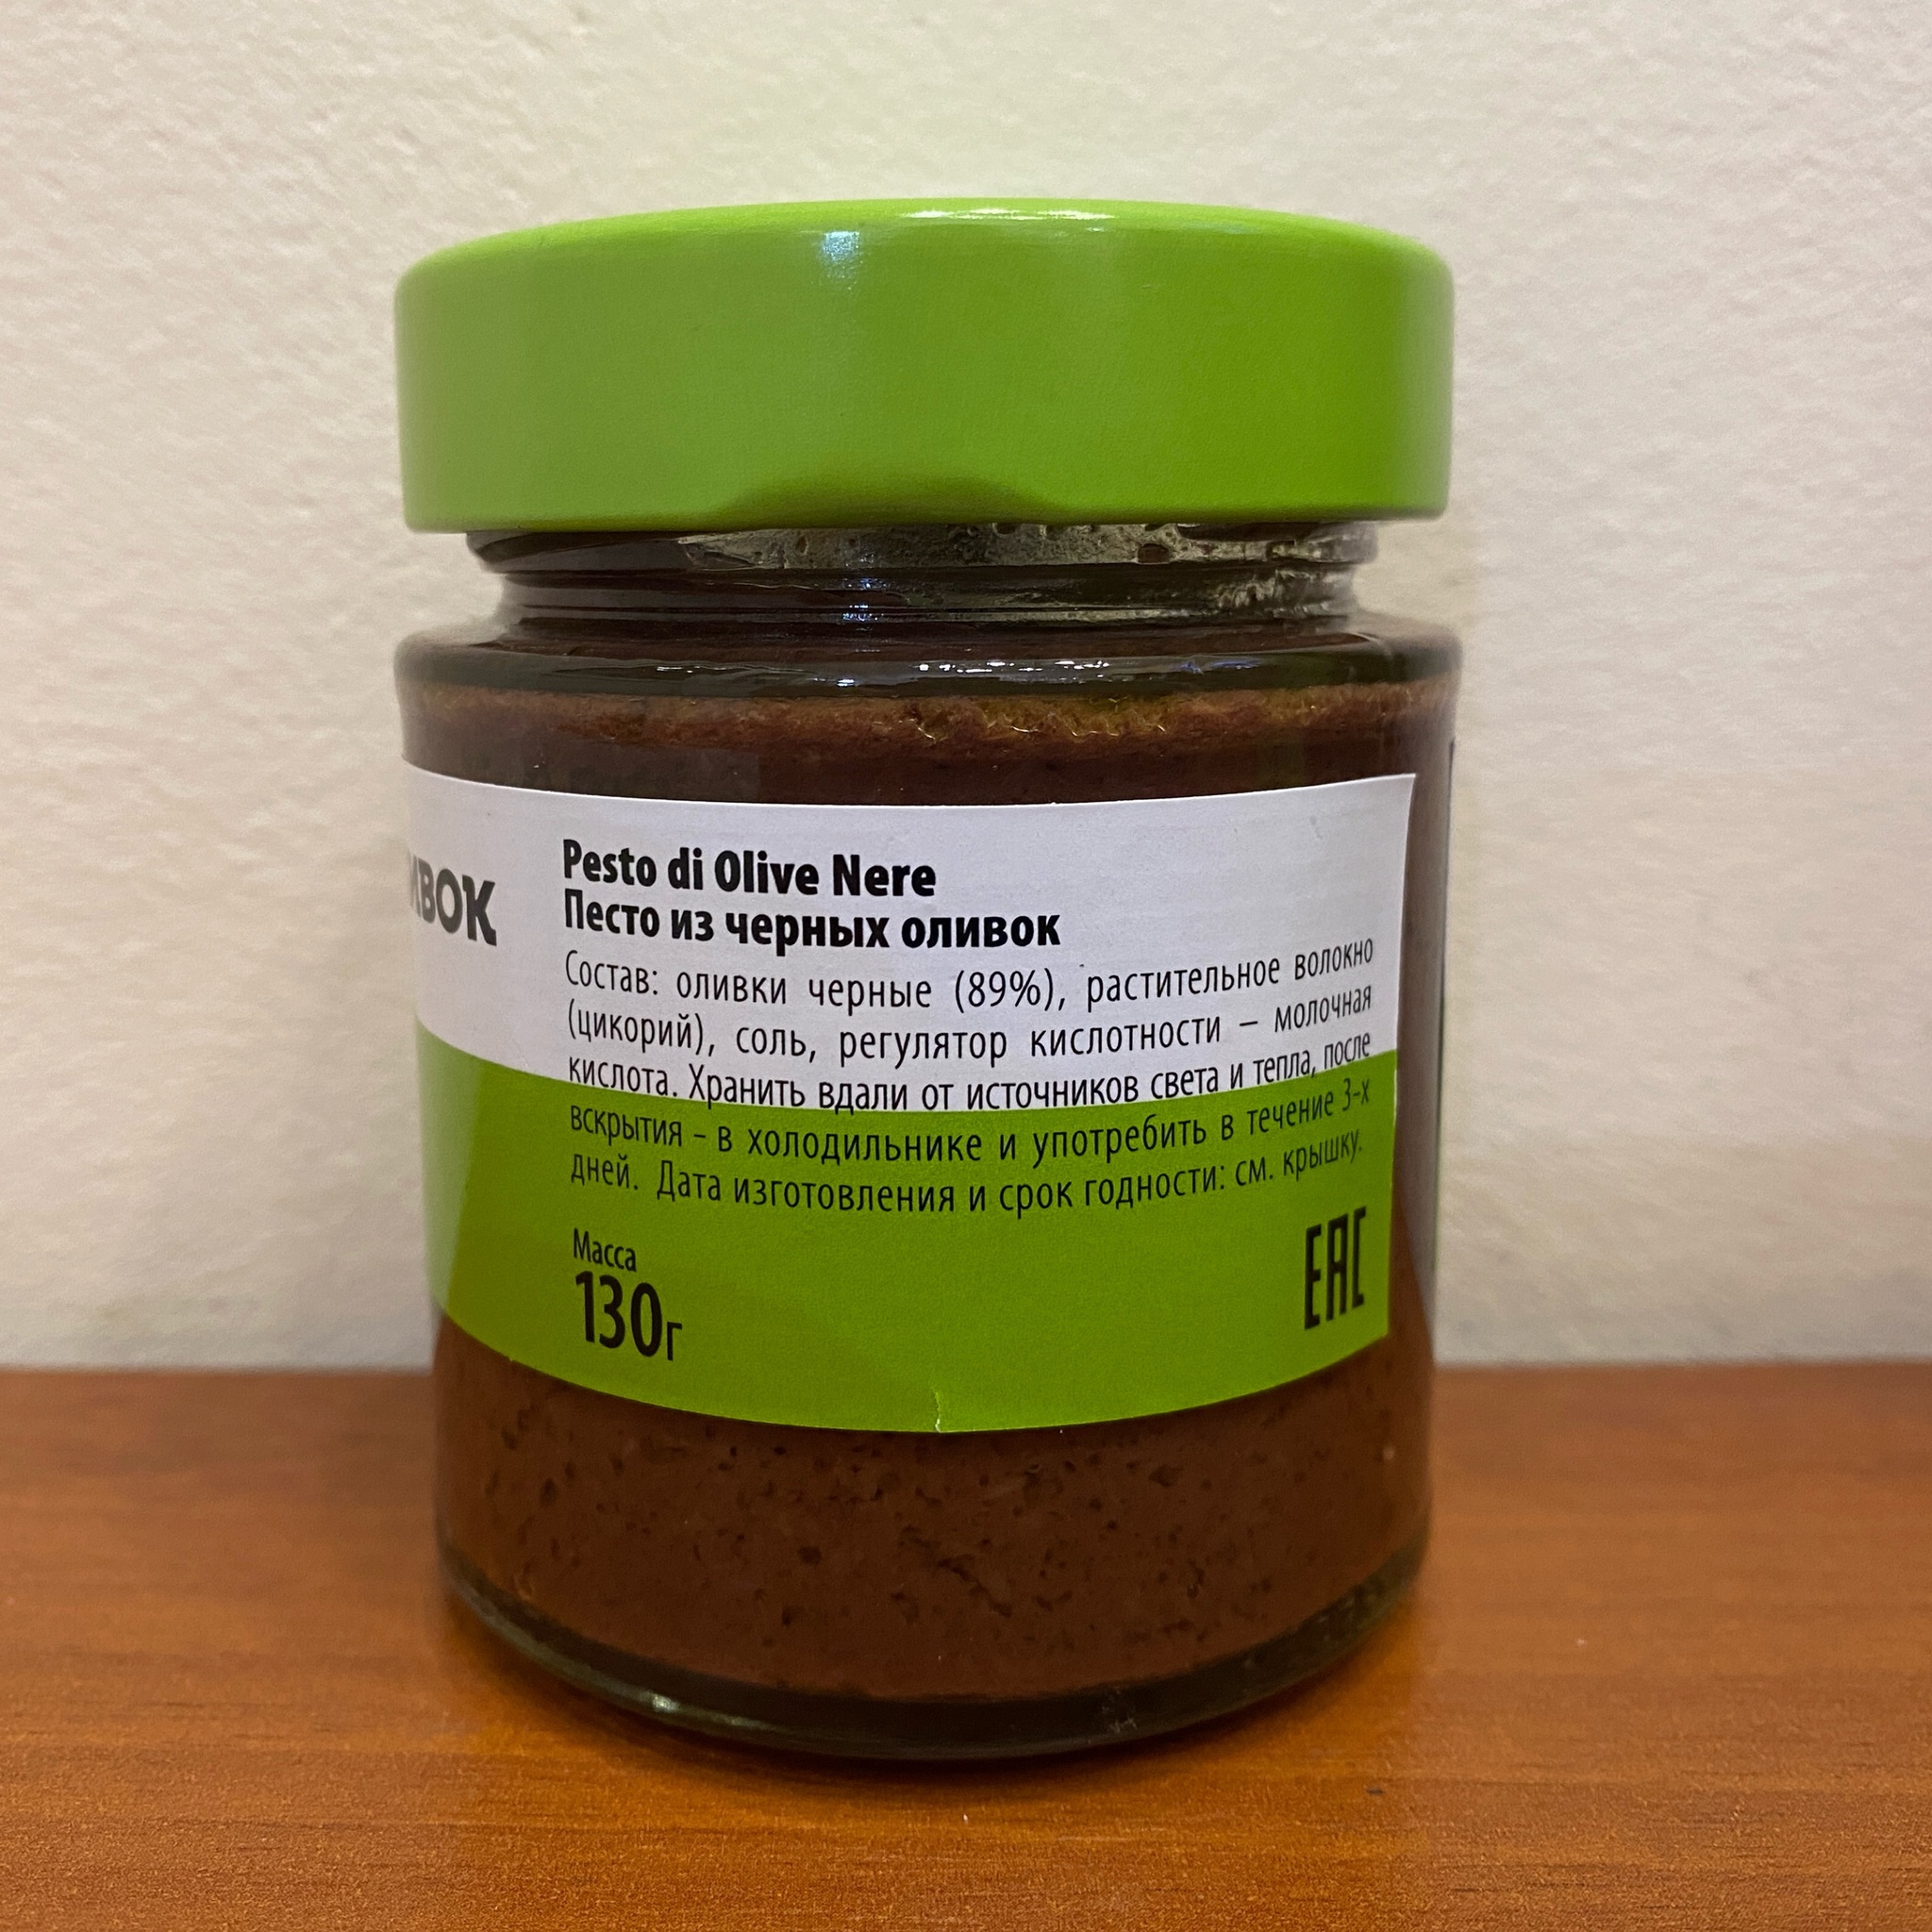 Pesto di Olive Nere
Песто из черных оливок
Состав: оливки черные (89%), растительное волокно
(цикорий), соль, регулятор кислотности – молочная
кислота. Хранить вдали от источников света и тепла, после
вскрытия – в холодильнике и употребить в течение 3-х
дней. Дата изготовления и срок годности: см. крышку.
Масса
130г
ЕАС